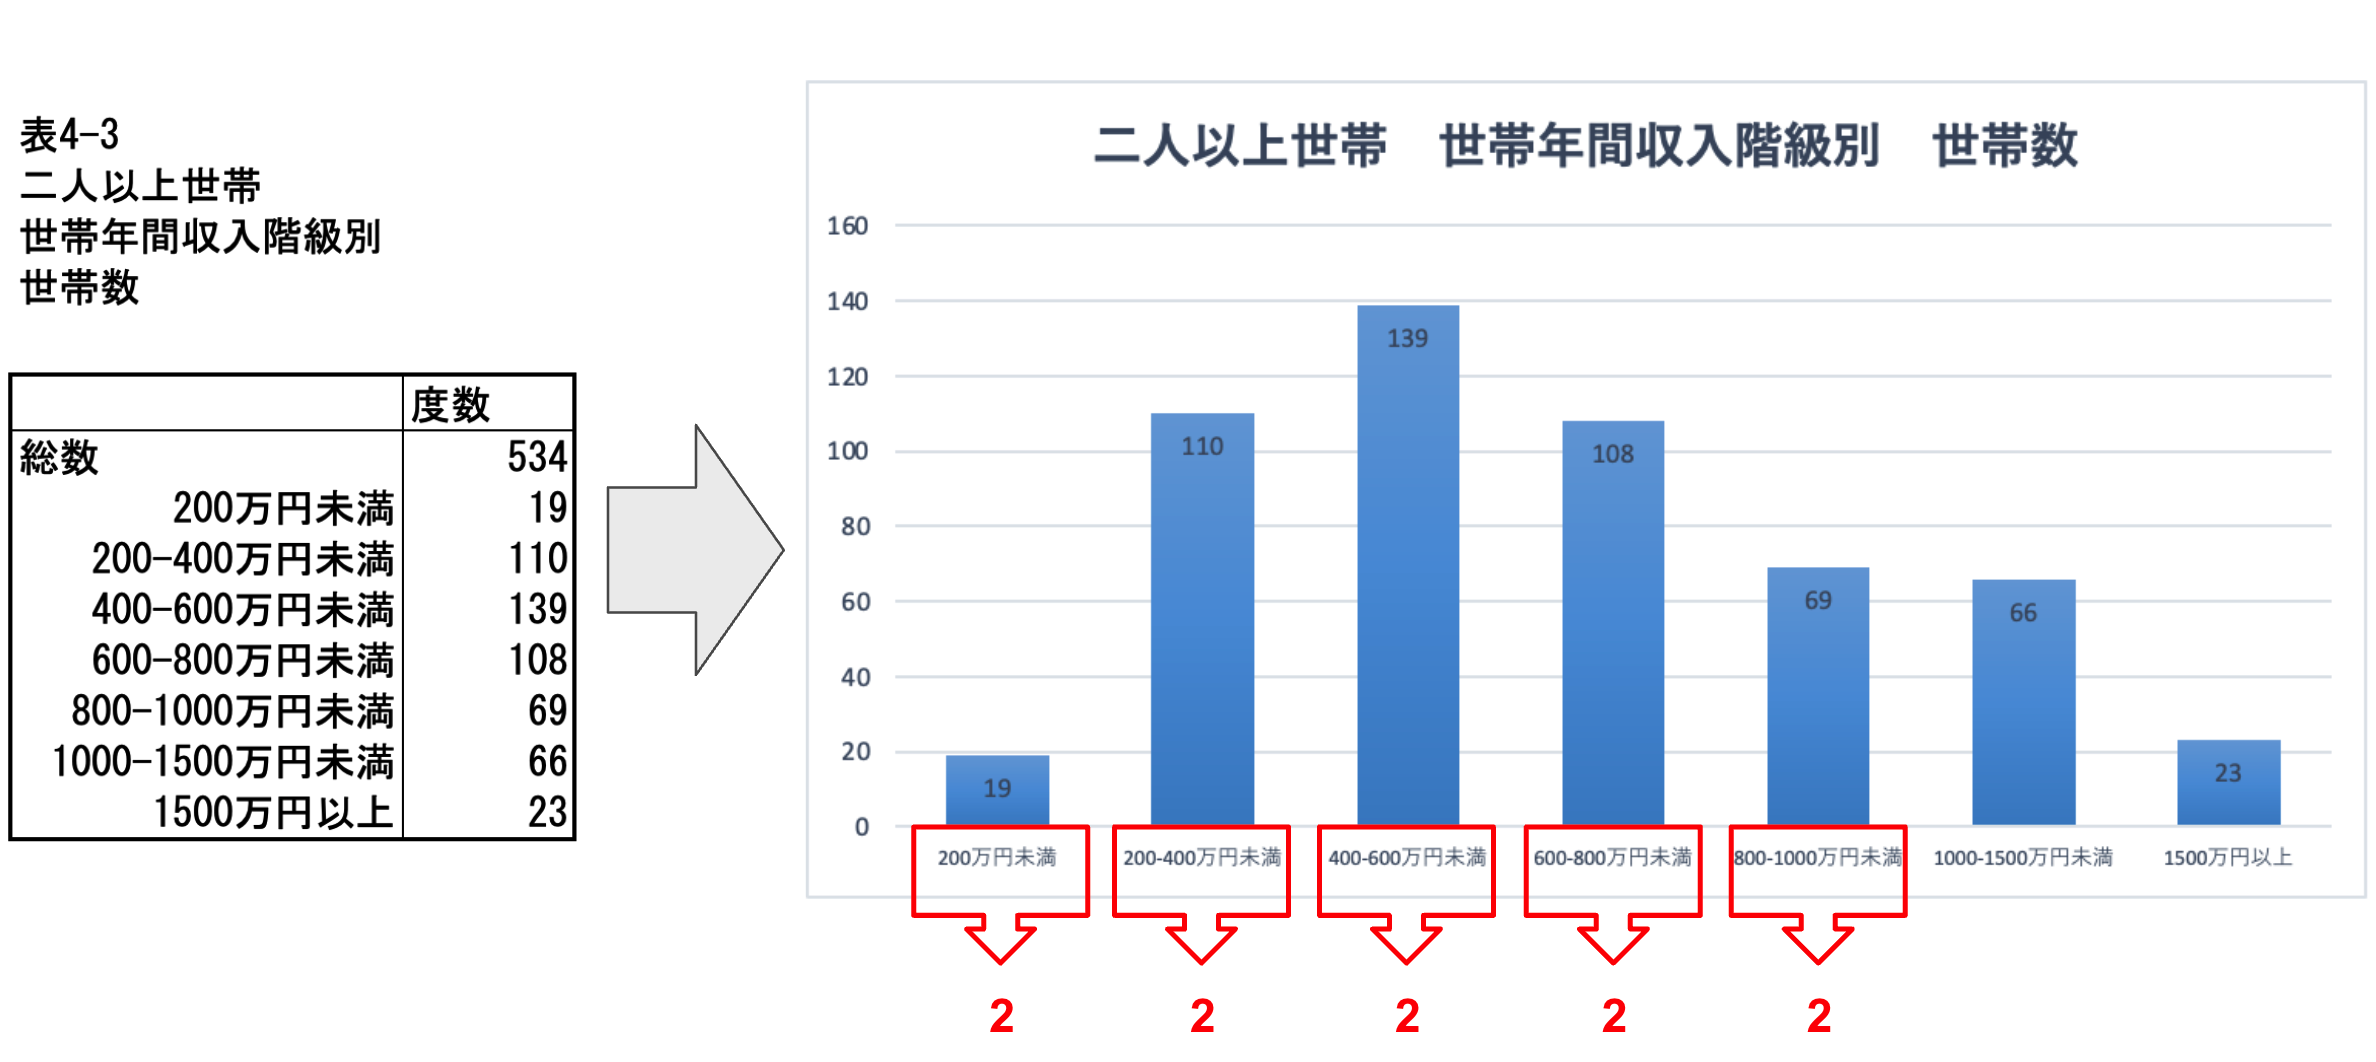 表4-3
二人以上世帯
世帯年間収入階級別
世帯数
度数
総数 534
200万円未満 19
200-400万円未満 110
400-600万円未満 139
600-800万円未満 108
800-1000万円未満 69
1000-1500万円未満 66
1500万円以上 23
二人以上世帯　世帯年間収入階級別　世帯数
160
140
120
100
80
60
40
20
0
19 110 139 108 69 66 23
200万円未満 200-400万円未満 400-600万円未満 600-800万円未満 800-1000万円未満 1000-1500万円未満 1500万円以上
2 2 2 2 2